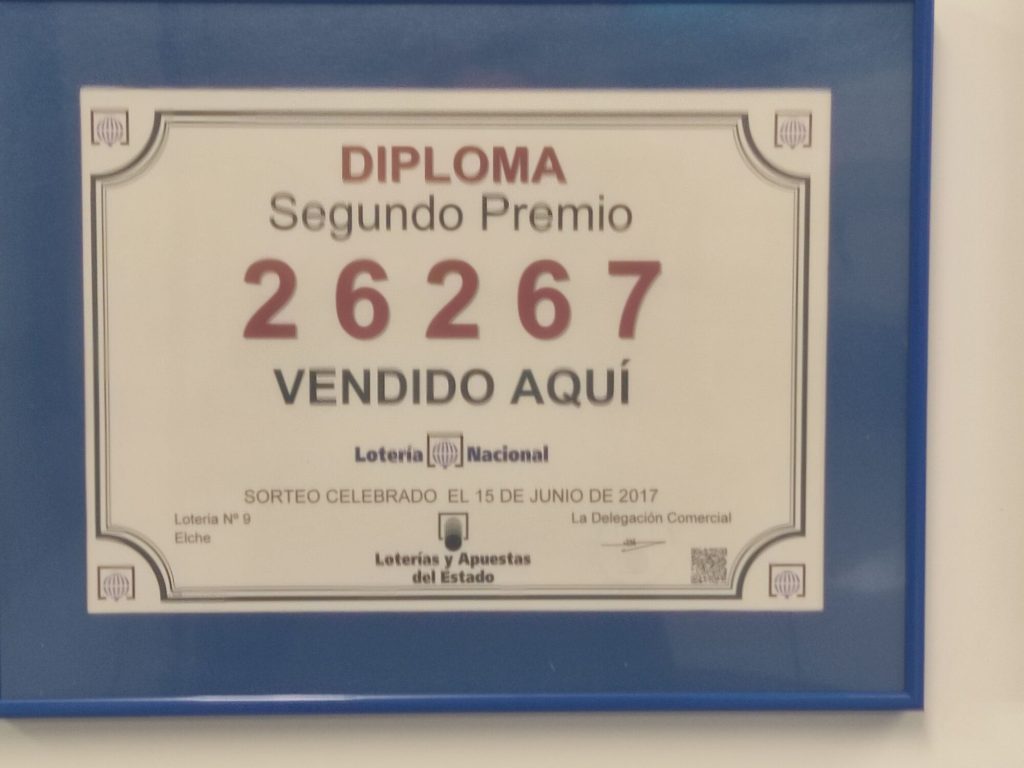 DIPLOMA
Segundo Premio
26267
VENDIDO AQUÍ
Lotería Nacional
SORTEO CELEBRADO EL 15 DE JUNIO DE 2017
Lotería Nº 9
Elche
La Delegación Comercial
Loterías y Apuestas
del Estado